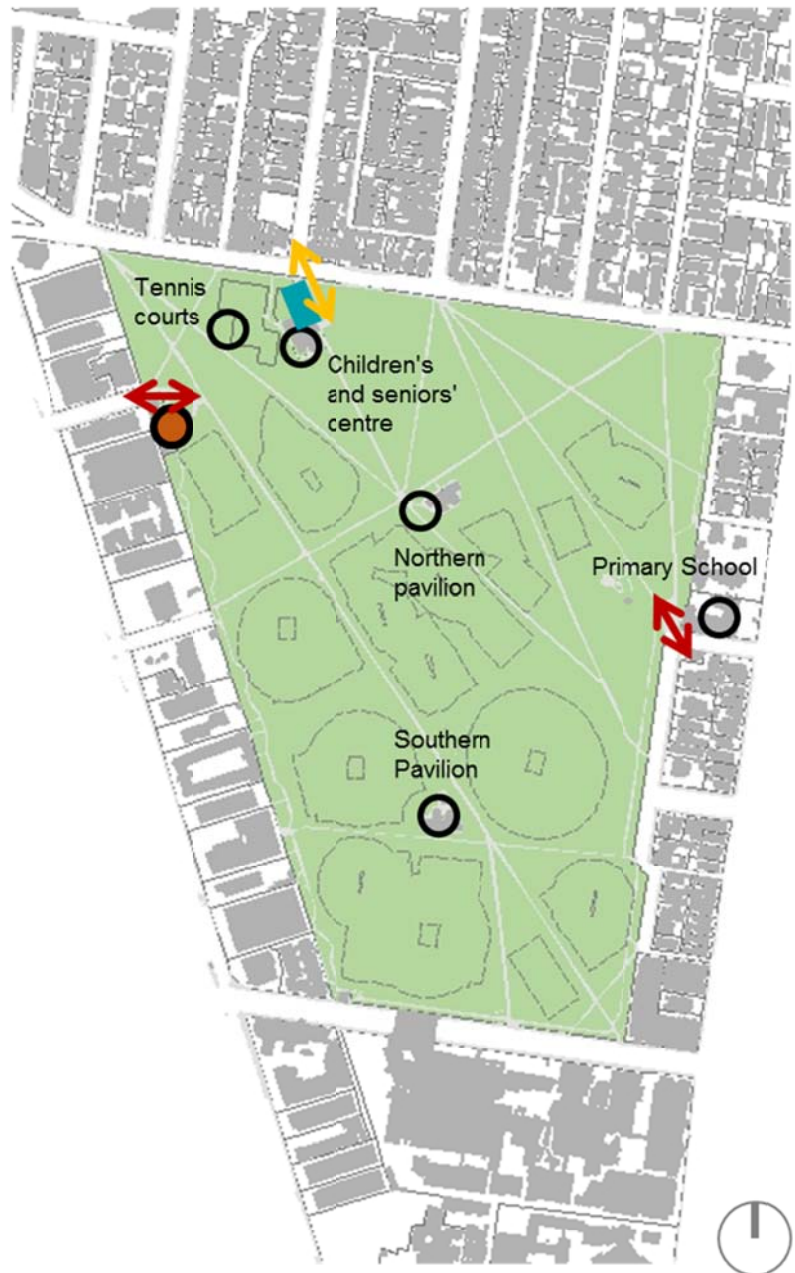 Tennis
courts
Children's
and seniors'
centre
Northern
pavilion
Primary School
Southern
Pavilion